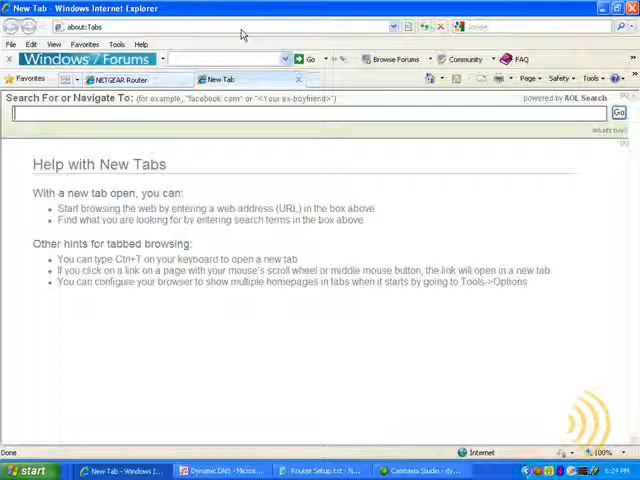 New Tab - Windows Internet Explorer
about:Tabs
Google
File Edit View Favorites Tools Help
Windows 7 Forums Go Browse Forums Community FAQ
Favorites NETGEAR Router New Tab Page Safety Tools
Search For or Navigate To: (for example, "facebook.com" or "<Your ex-boyfriend>") powered by AOL Search
Go
What's this?
Help with New Tabs
With a new tab open, you can:
Start browsing the web by entering a web address (URL) in the box above
Find what you are looking for by entering search terms in the box above
Other hints for tabbed browsing:
You can type Ctrl+T on your keyboard to open a new tab
If you click on a link on a page with your mouse's scroll wheel or middle mouse button, the link will open in a new tab
You can configure your browser to show multiple homepages in tabs when it starts by going to Tools->Options
Done Internet 100%
start New Tab - Windows I... DynamicDNS - Micros... Router Setup.txt - N... Camtasia Studio - dy... 6:24 PM